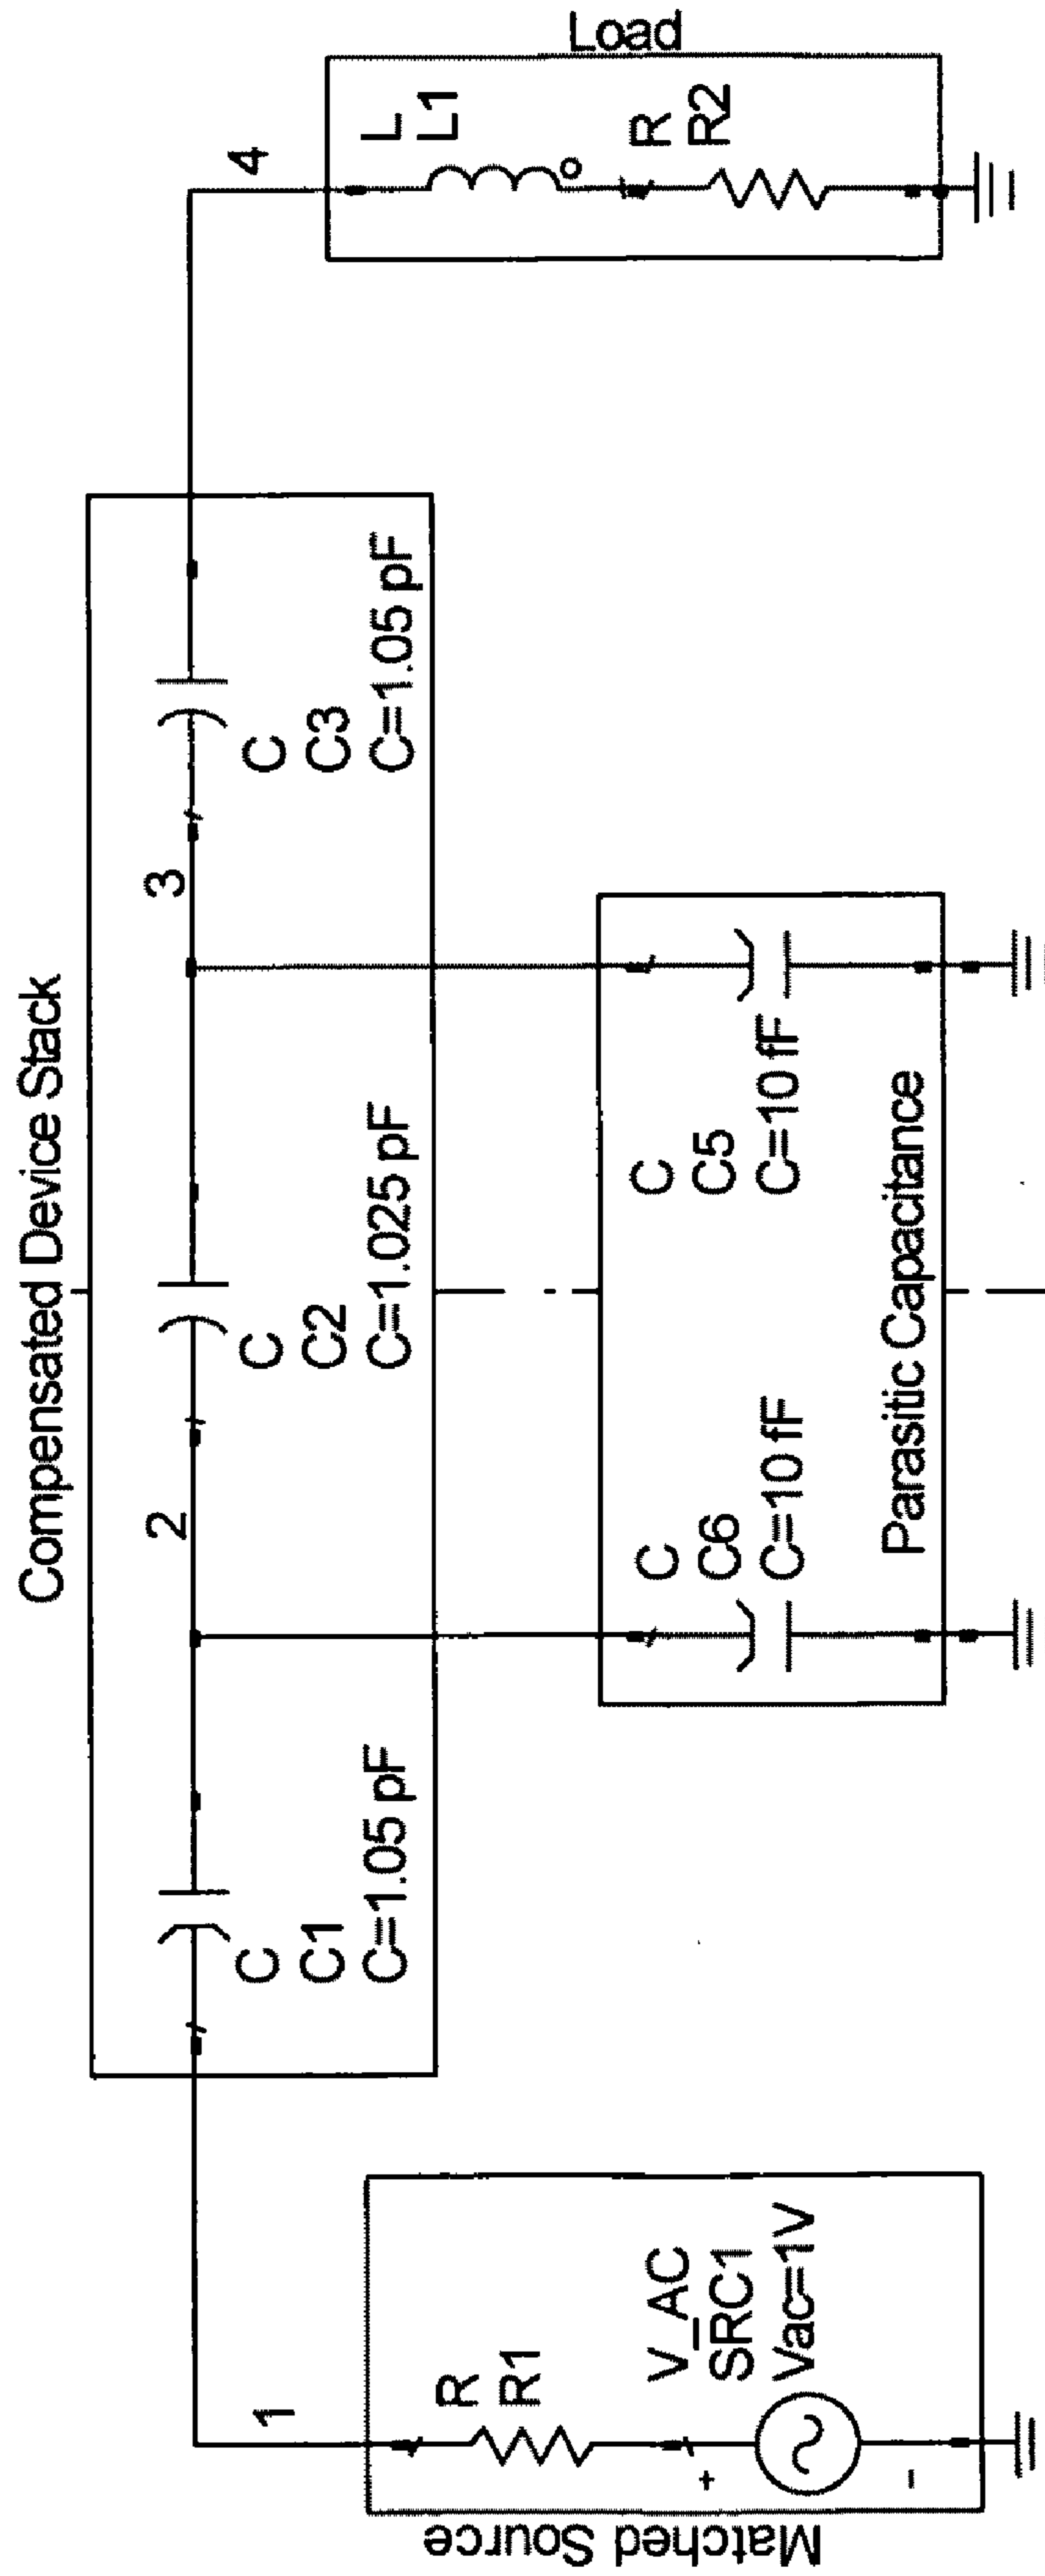 Compensated Device Stack
1
2
3
4
C
C1
C=1.05 pF
C
C2
C=1.025 pF
C
C3
C=1.05 pF
Matched Source
R
R1
V_AC
SRC1
Vac=1V
+
-
C
C6
C=10 fF
C
C5
C=10 fF
Parasitic Capacitance
Load
L
L1
R
R2